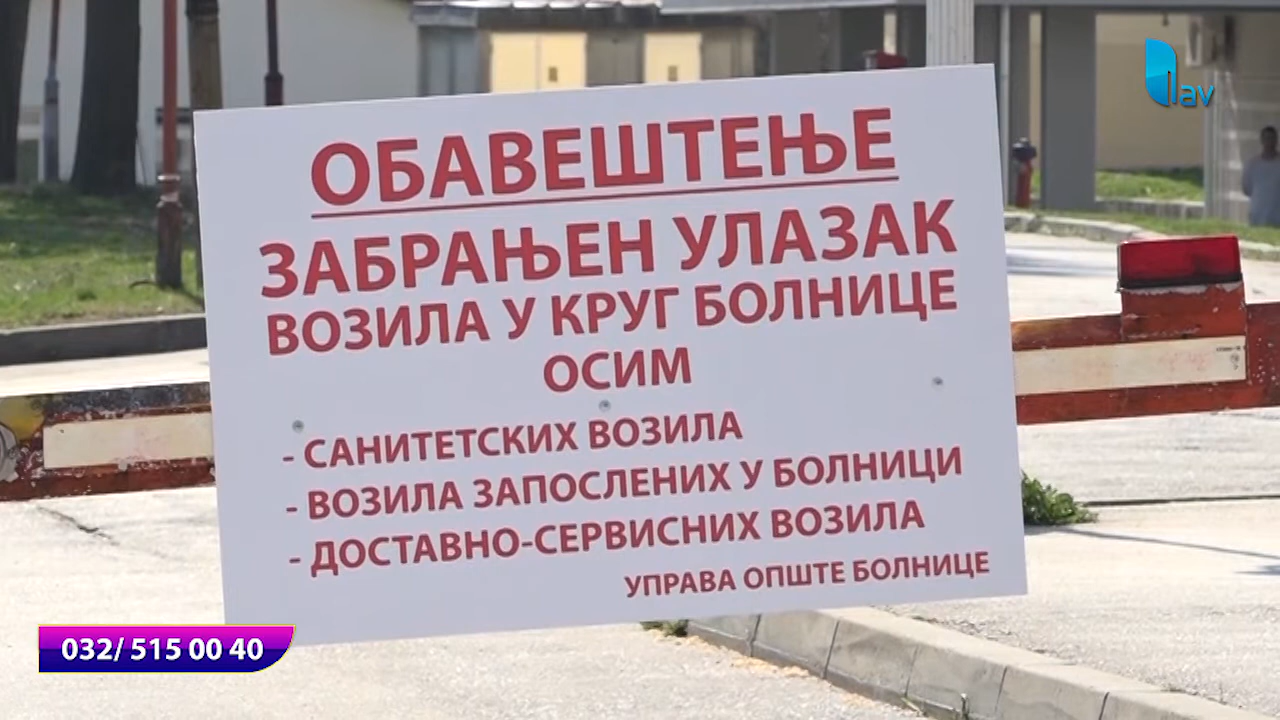 lav
ОБАВЕШТЕЊЕ
ЗАБРАЊЕН УЛАЗАК
ВОЗИЛА У КРУГ БОЛНИЦЕ
ОСИМ
- САНИТЕТСКИХ ВОЗИЛА
- ВОЗИЛА ЗАПОСЛЕНИХ У БОЛНИЦИ
- ДОСТАВНО-СЕРВИСНИХ ВОЗИЛА
УПРАВА ОПШТЕ БОЛНИЦЕ
032/ 515 00 40